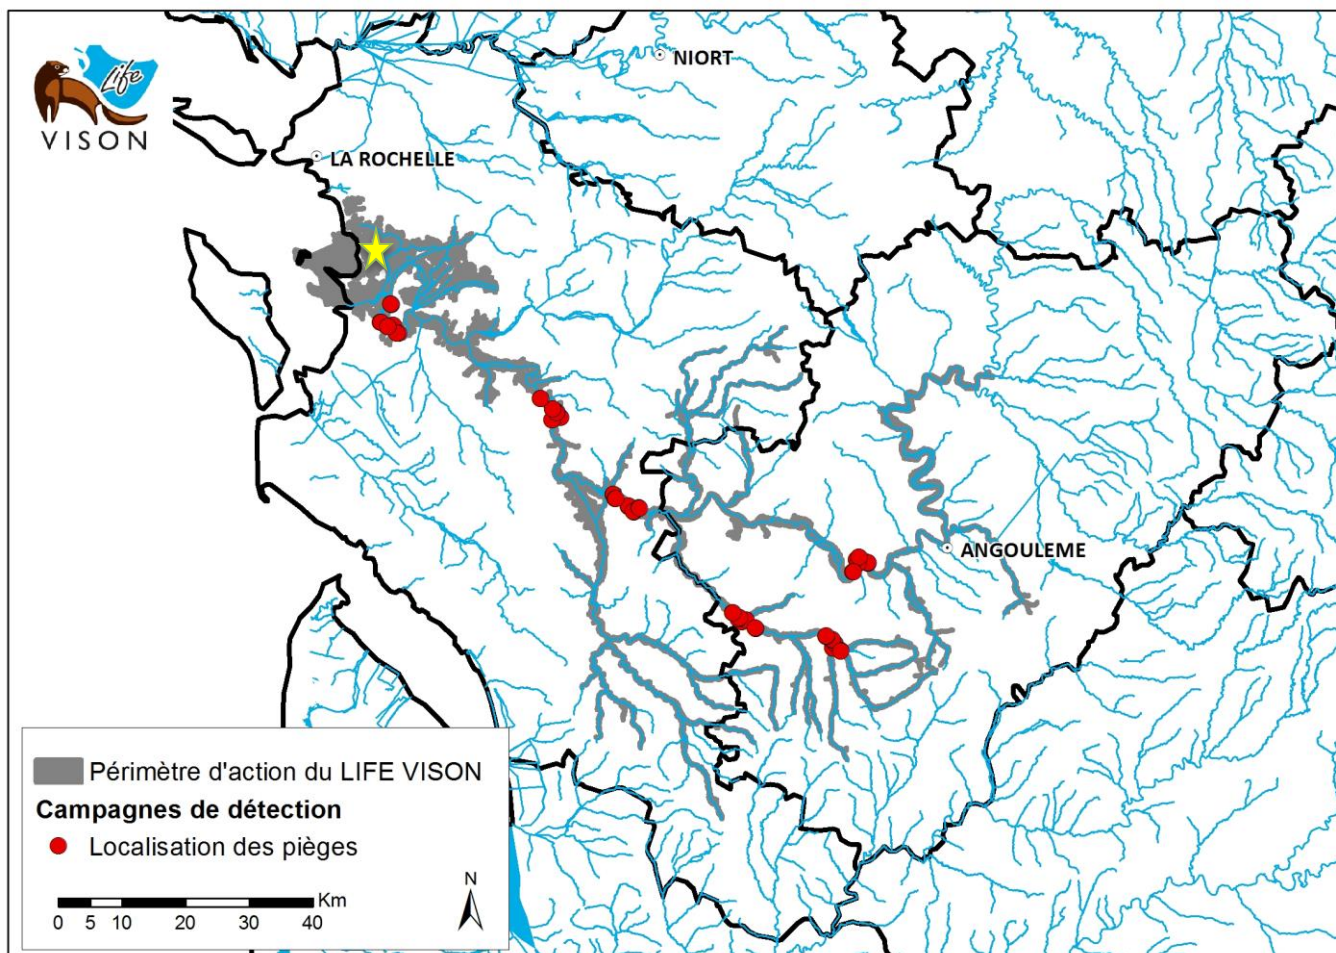 Life
VISON
NIORT
LA ROCHELLE
ANGOULEME
Périmètre d'action du LIFE VISON
Campagnes de détection
Localisation des pièges
Km
0 5 10 20 30 40
N